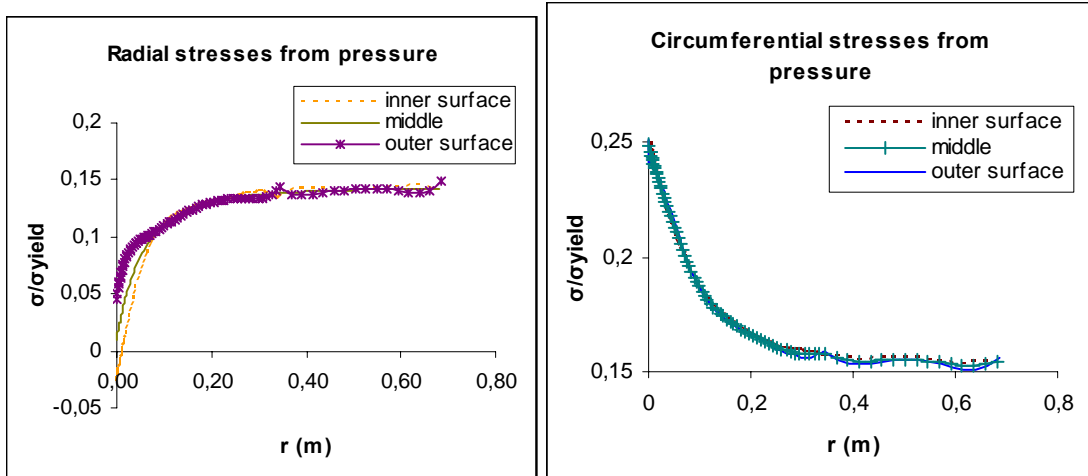 Radial stresses from pressure
inner surface
middle
outer surface
0,2
0,15
0,1
0,05
0
-0,05
σ/σyield
0,00
0,20
0,40
0,60
0,80
r (m)
Circumferential stresses from
pressure
inner surface
middle
outer surface
0,25
0,2
0,15
σ/σyield
0
0,2
0,4
0,6
0,8
r (m)